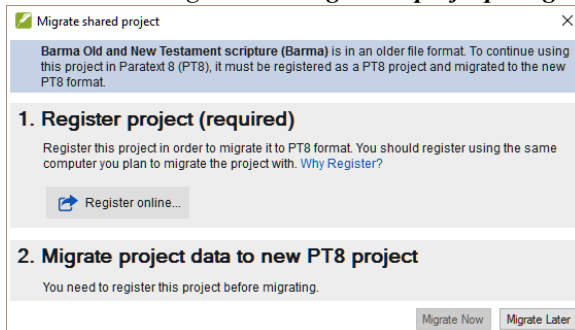 Migrate shared project
Barma Old and New Testament scripture (Barma) is in an older file format. To continue using
this project in Paratext 8 (PT8), it must be registered as a PT8 project and migrated to the new
PT8 format.
1. Register project (required)
Register this project in order to migrate it to PT8 format. You should register using the same
computer you plan to migrate the project with. Why Register?
Register online...
2. Migrate project data to new PT8 project
You need to register this project before migrating.
Migrate Now Migrate Later